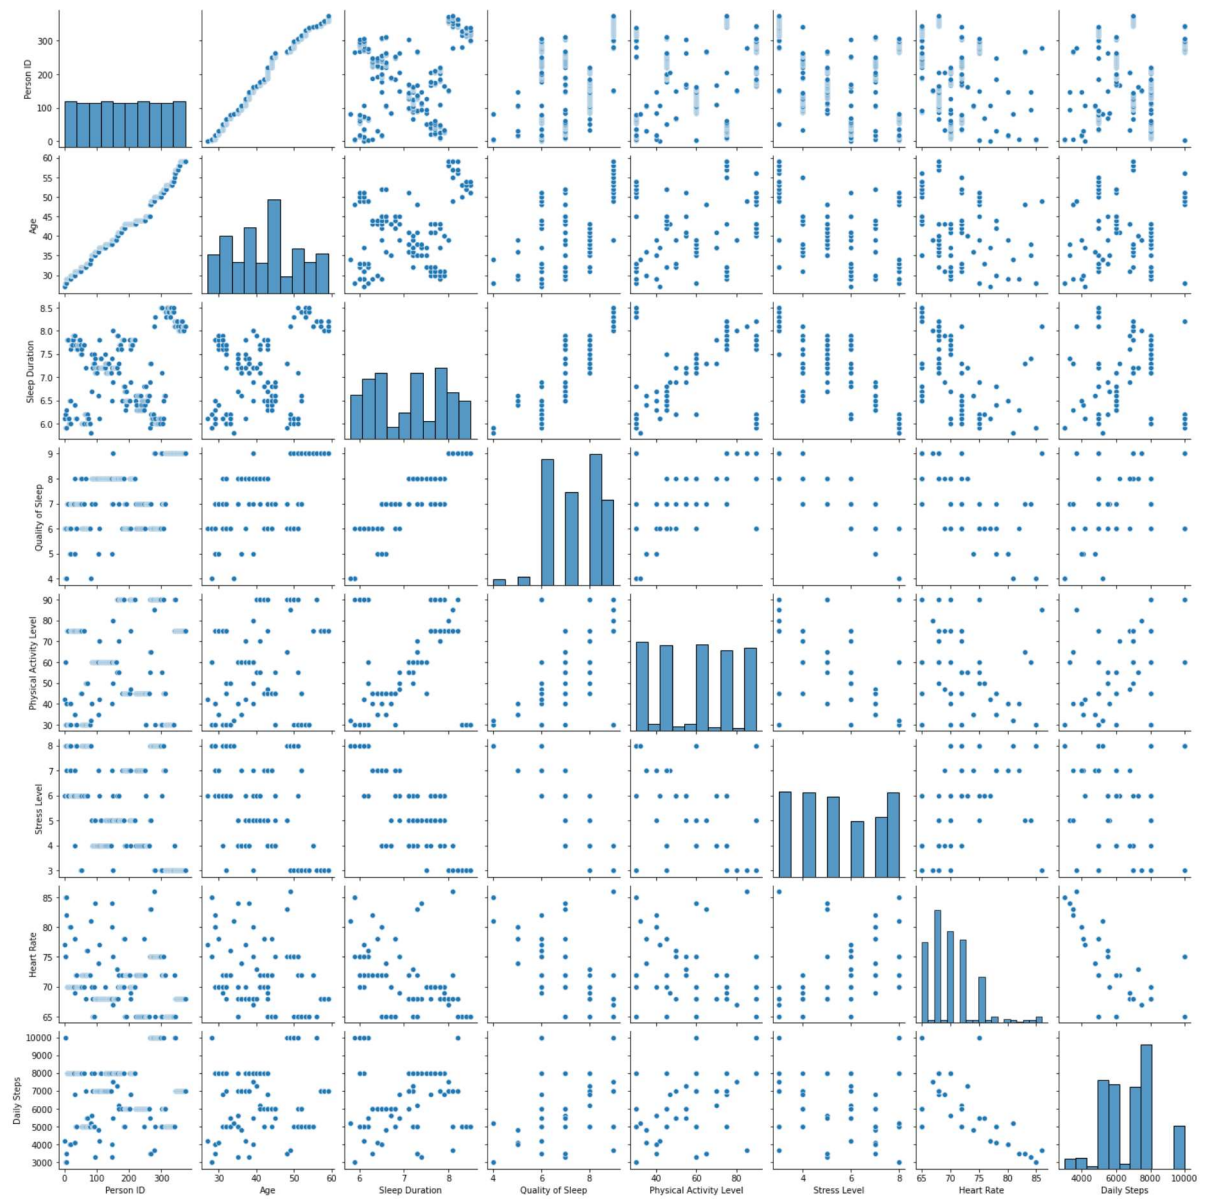 Person ID
300
200
100
0
Age
60
55
50
45
40
35
30
Sleep Duration
8.5
8.0
7.5
7.0
6.5
6.0
Quality of Sleep
9
8
7
6
5
4
Physical Activity Level
90
80
70
60
50
40
30
Stress Level
8
7
6
5
4
3
Heart Rate
85
80
75
70
65
Daily Steps
10000
9000
8000
7000
6000
5000
4000
3000
0 100 200 300
30 40 50 60
6 7 8
4 6 8
40 60 80
4 6 8
65 70 75 80 85
4000 6000 8000 10000
Person ID Age Sleep Duration Quality of Sleep Physical Activity Level Stress Level Heart Rate Daily Steps